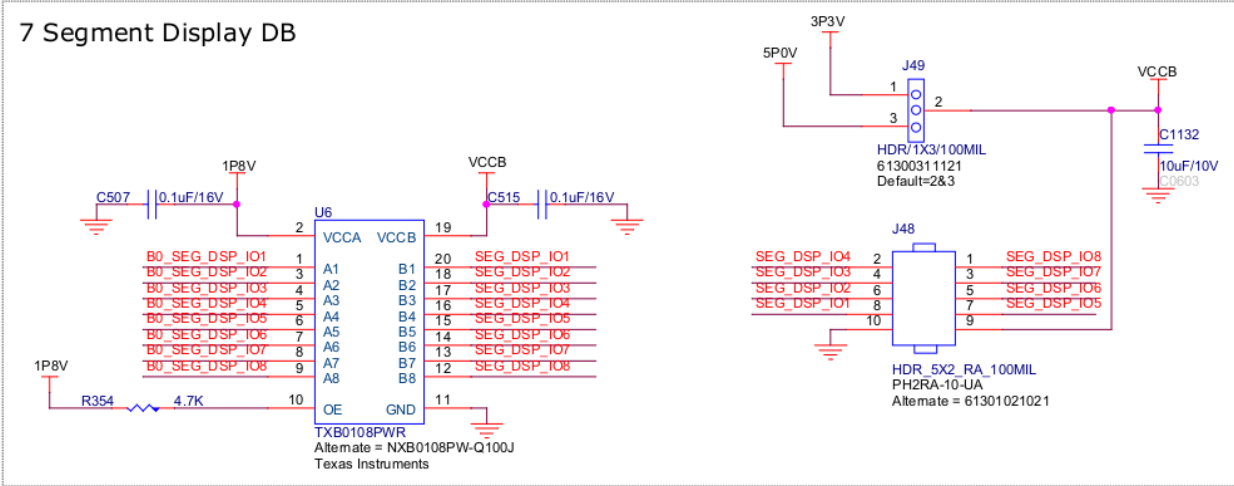 7 Segment Display DB
3P3V
5P0V
J49
1
2
3
VCCB
C1132
10uF/10V
C0603
HDR/1X3/100MIL
61300311121
Default=2&3
1P8V
VCCB
C507
0.1uF/16V
C515
0.1uF/16V
U6
2
VCCA
VCCB
19
B0_SEG_DSP_IO1 1 A1 B1 20 SEG_DSP_IO1
B0_SEG_DSP_IO2 3 A2 B2 18 SEG_DSP_IO2
B0_SEG_DSP_IO3 4 A3 B3 17 SEG_DSP_IO3
B0_SEG_DSP_IO4 5 A4 B4 16 SEG_DSP_IO4
B0_SEG_DSP_IO5 6 A5 B5 15 SEG_DSP_IO5
B0_SEG_DSP_IO6 7 A6 B6 14 SEG_DSP_IO6
B0_SEG_DSP_IO7 8 A7 B7 13 SEG_DSP_IO7
B0_SEG_DSP_IO8 9 A8 B8 12 SEG_DSP_IO8
1P8V
R354
4.7K
10 OE GND 11
TXB0108PWR
Alternate = NXB0108PW-Q100J
Texas Instruments
J48
SEG_DSP_IO4 2 1 SEG_DSP_IO8
SEG_DSP_IO3 4 3 SEG_DSP_IO7
SEG_DSP_IO2 6 5 SEG_DSP_IO6
SEG_DSP_IO1 8 7 SEG_DSP_IO5
10 9
HDR_5X2_RA_100MIL
PH2RA-10-UA
Alternate = 61301021021